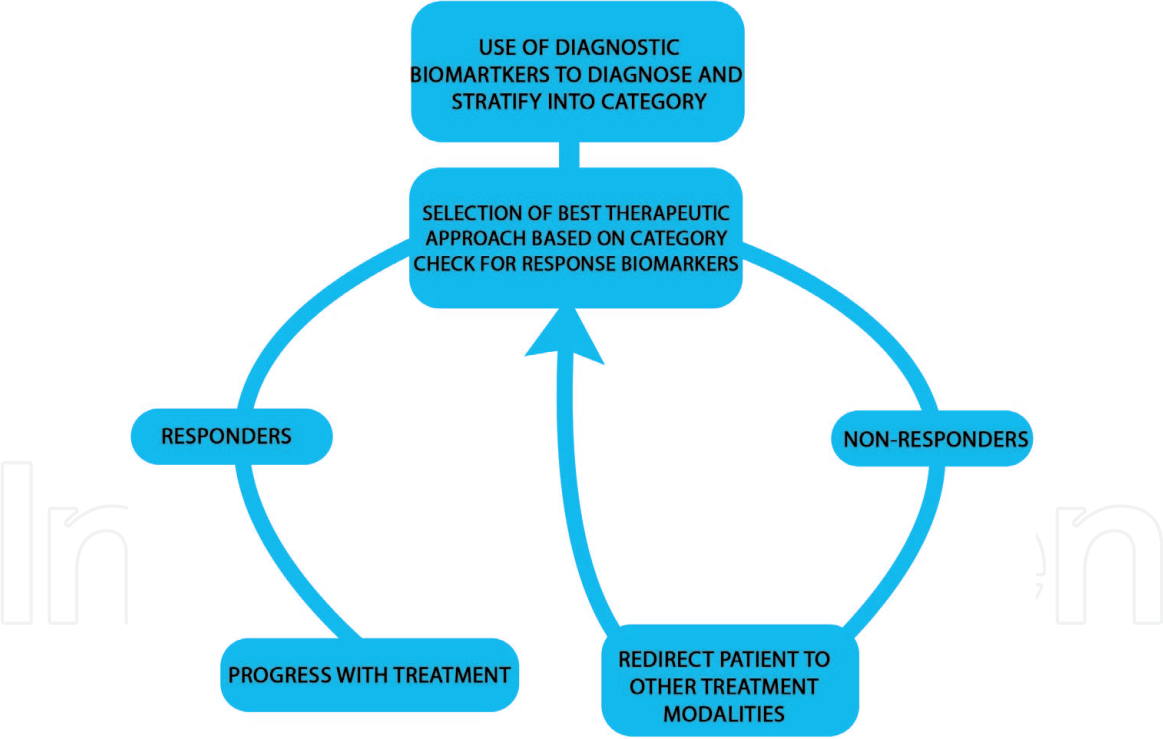 USE OF DIAGNOSTIC
BIOMARTKERS TO DIAGNOSE AND
STRATIFY INTO CATEGORY
SELECTION OF BEST THERAPEUTIC
APPROACH BASED ON CATEGORY
CHECK FOR RESPONSE BIOMARKERS
RESPONDERS
NON-RESPONDERS
PROGRESS WITH TREATMENT
REDIRECT PATIENT TO
OTHER TREATMENT
MODALITIES